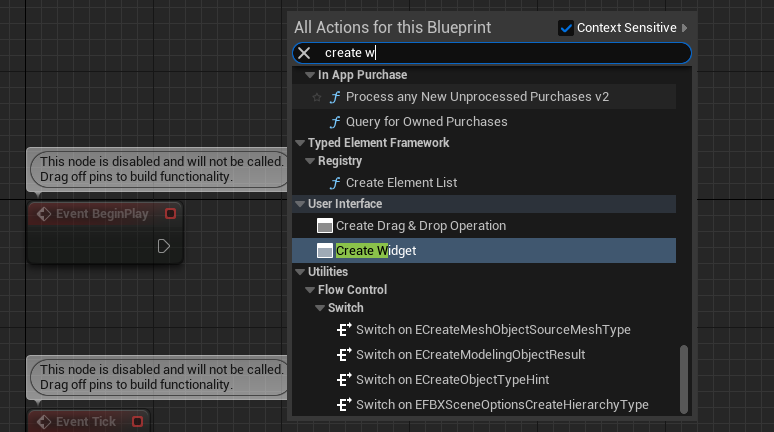 All Actions for this Blueprint
Context Sensitive
create w
In App Purchase
Process any New Unprocessed Purchases v2
Query for Owned Purchases
Typed Element Framework
Registry
Create Element List
User Interface
Create Drag & Drop Operation
Create Widget
Utilities
Flow Control
Switch
Switch on ECreateMeshObjectSourceMeshType
Switch on ECreateModelingObjectResult
Switch on ECreateObjectTypeHint
Switch on EFBXSceneOptionsCreateHierarchyType
This node is disabled and will not be called.
Drag off pins to build functionality.
Event BeginPlay
This node is disabled and will not be called.
Drag off pins to build functionality.
Event Tick